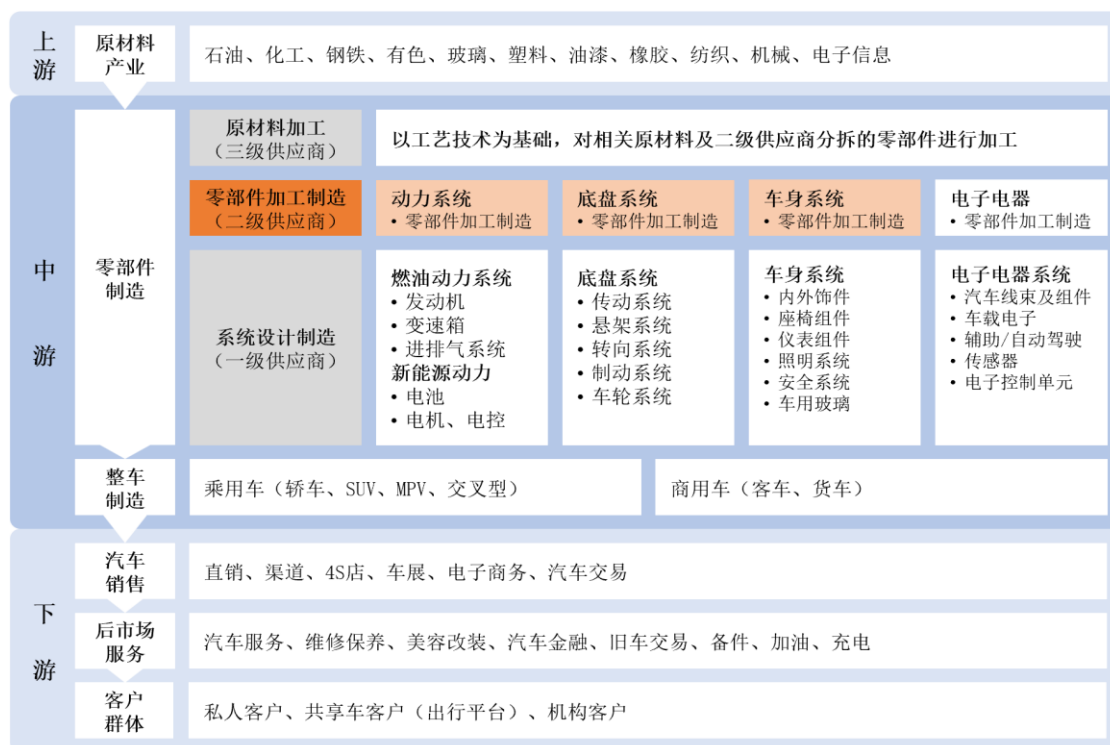 上游
原材料
产业
石油、化工、钢铁、有色、玻璃、塑料、油漆、橡胶、纺织、机械、电子信息
中游
零部件
制造
原材料加工
（三级供应商）
以工艺技术为基础，对相关原材料及二级供应商分拆的零部件进行加工
零部件加工制造
（二级供应商）
动力系统
• 零部件加工制造
底盘系统
• 零部件加工制造
车身系统
• 零部件加工制造
电子电器
• 零部件加工制造
系统设计制造
（一级供应商）
燃油动力系统
• 发动机
• 变速箱
• 进排气系统
新能源动力
• 电池
• 电机、电控
底盘系统
• 传动系统
• 悬架系统
• 转向系统
• 制动系统
• 车轮系统
车身系统
• 内外饰件
• 座椅组件
• 仪表组件
• 照明系统
• 安全系统
• 车用玻璃
电子电器系统
• 汽车线束及组件
• 车载电子
• 辅助/自动驾驶
• 传感器
• 电子控制单元
整车
制造
乘用车（轿车、SUV、MPV、交叉型）
商用车（客车、货车）
下游
汽车
销售
直销、渠道、4S店、车展、电子商务、汽车交易
后市场
服务
汽车服务、维修保养、美容改装、汽车金融、旧车交易、备件、加油、充电
客户
群体
私人客户、共享车客户（出行平台）、机构客户